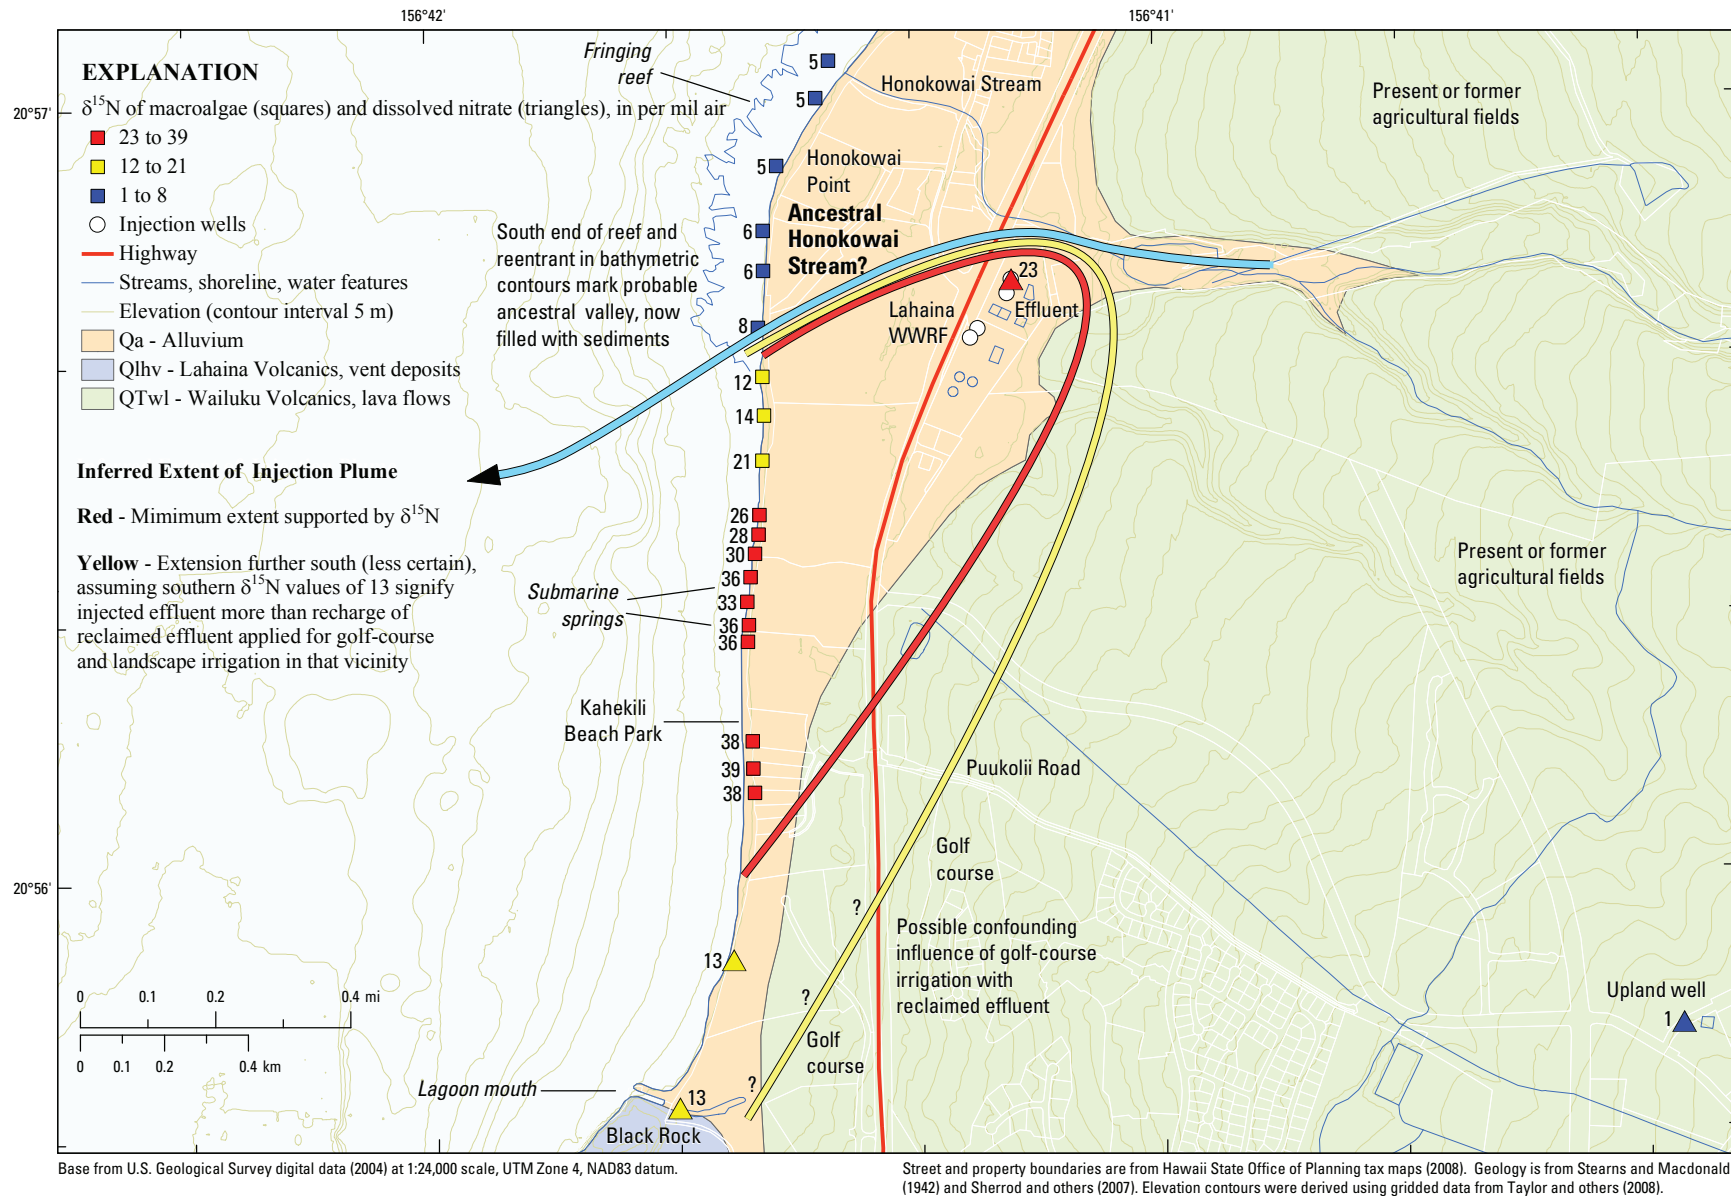 156°42'
156°41'
20°57'
20°56'
EXPLANATION
δ15N of macroalgae (squares) and dissolved nitrate (triangles), in per mil air
23 to 39
12 to 21
1 to 8
Injection wells
Highway
Streams, shoreline, water features
Elevation (contour interval 5 m)
Qa - Alluvium
Qlhv - Lahaina Volcanics, vent deposits
QTwl - Wailuku Volcanics, lava flows
Inferred Extent of Injection Plume
Red - Mimimum extent supported by δ15N
Yellow - Extension further south (less certain),
assuming southern δ15N values of 13 signify
injected effluent more than recharge of
reclaimed effluent applied for golf-course
and landscape irrigation in that vicinity
0 0.1 0.2 0.4 mi
0 0.1 0.2 0.4 km
Fringing
reef
South end of reef and
reentrant in bathymetric
contours mark probable
ancestral valley, now
filled with sediments
5
5
5
6
6
8
12
14
21
26
28
30
36
33
36
36
38
39
38
13
13
Honokowai Stream
Honokowai
Point
Ancestral
Honokowai
Stream?
23
Effluent
Lahaina
WWRF
Present or former
agricultural fields
Present or former
agricultural fields
Submarine
springs
Kahekili
Beach Park
Puukolii Road
Golf
course
?
Possible confounding
influence of golf-course
irrigation with
reclaimed effluent
?
Golf
course
?
Upland well
1
Lagoon mouth
Black Rock
Base from U.S. Geological Survey digital data (2004) at 1:24,000 scale, UTM Zone 4, NAD83 datum.
Street and property boundaries are from Hawaii State Office of Planning tax maps (2008). Geology is from Stearns and Macdonald
(1942) and Sherrod and others (2007). Elevation contours were derived using gridded data from Taylor and others (2008).